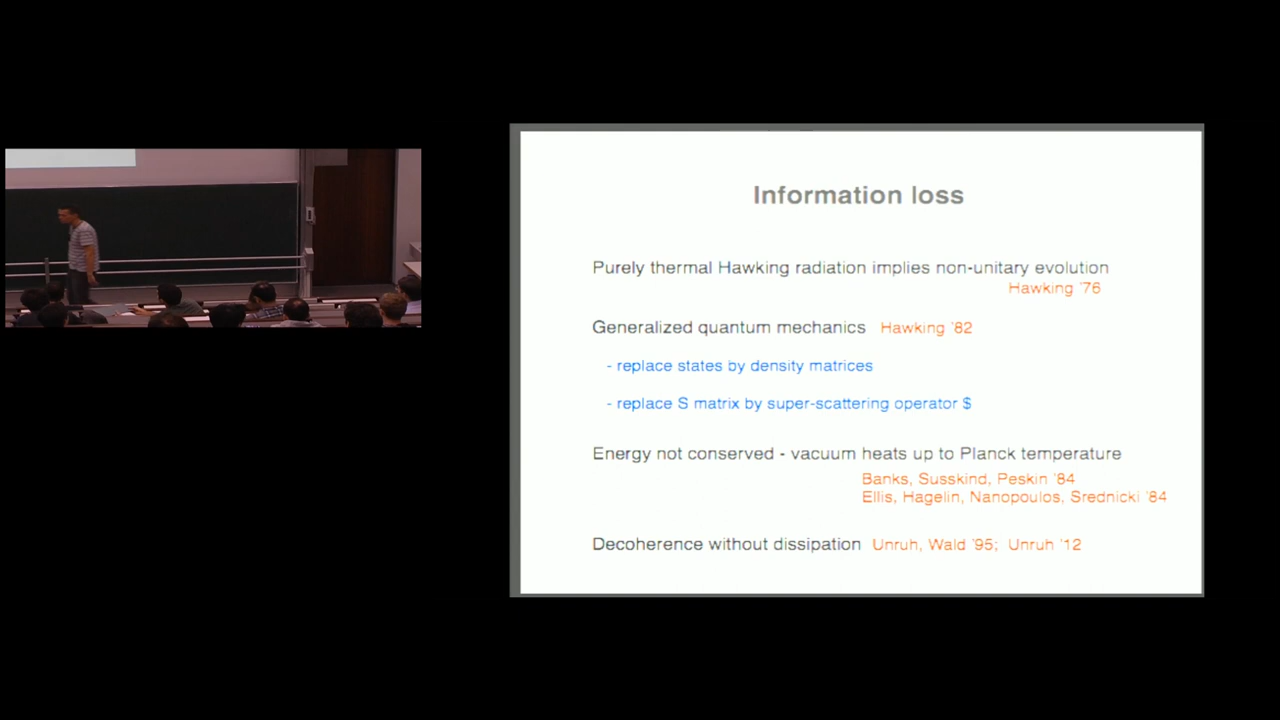 Information loss
Purely thermal Hawking radiation implies non-unitary evolution
Hawking '76
Generalized quantum mechanics Hawking '82
- replace states by density matrices
- replace S matrix by super-scattering operator $
Energy not conserved - vacuum heats up to Planck temperature
Banks, Susskind, Peskin '84
Ellis, Hagelin, Nanopoulos, Srednicki '84
Decoherence without dissipation Unruh, Wald '95; Unruh '12